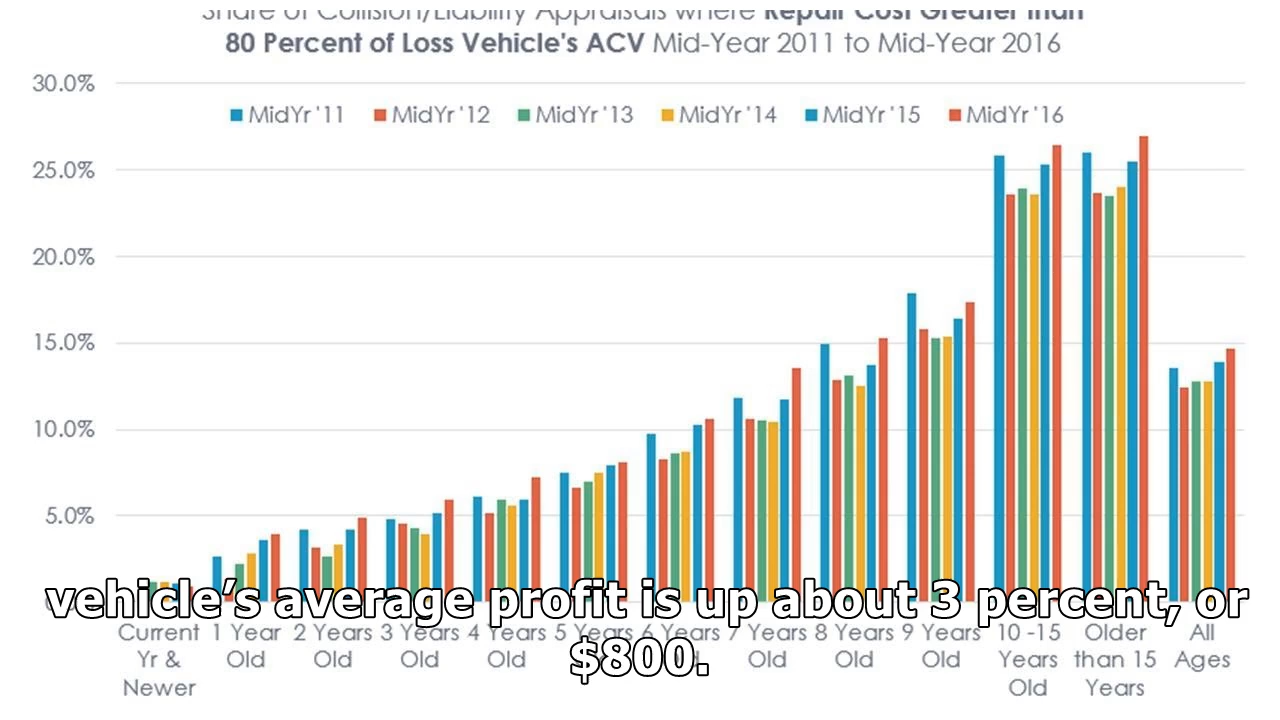 Share of Collision/Liability Appraisals where Repair Cost Greater than
80 Percent of Loss Vehicle's ACV Mid-Year 2011 to Mid-Year 2016
30.0%
MidYr '11 MidYr '12 MidYr '13 MidYr '14 MidYr '15 MidYr '16
25.0%
20.0%
15.0%
10.0%
5.0%
vehicle's average profit is up about 3 percent, or
$800.
Current Yr & Newer
1 Year Old
2 Years Old
3 Years Old
4 Years Old
5 Years
6 Years
7 Years Old
8 Years Old
9 Years Old
10 -15 Years Old
Older than 15 Years
All Ages